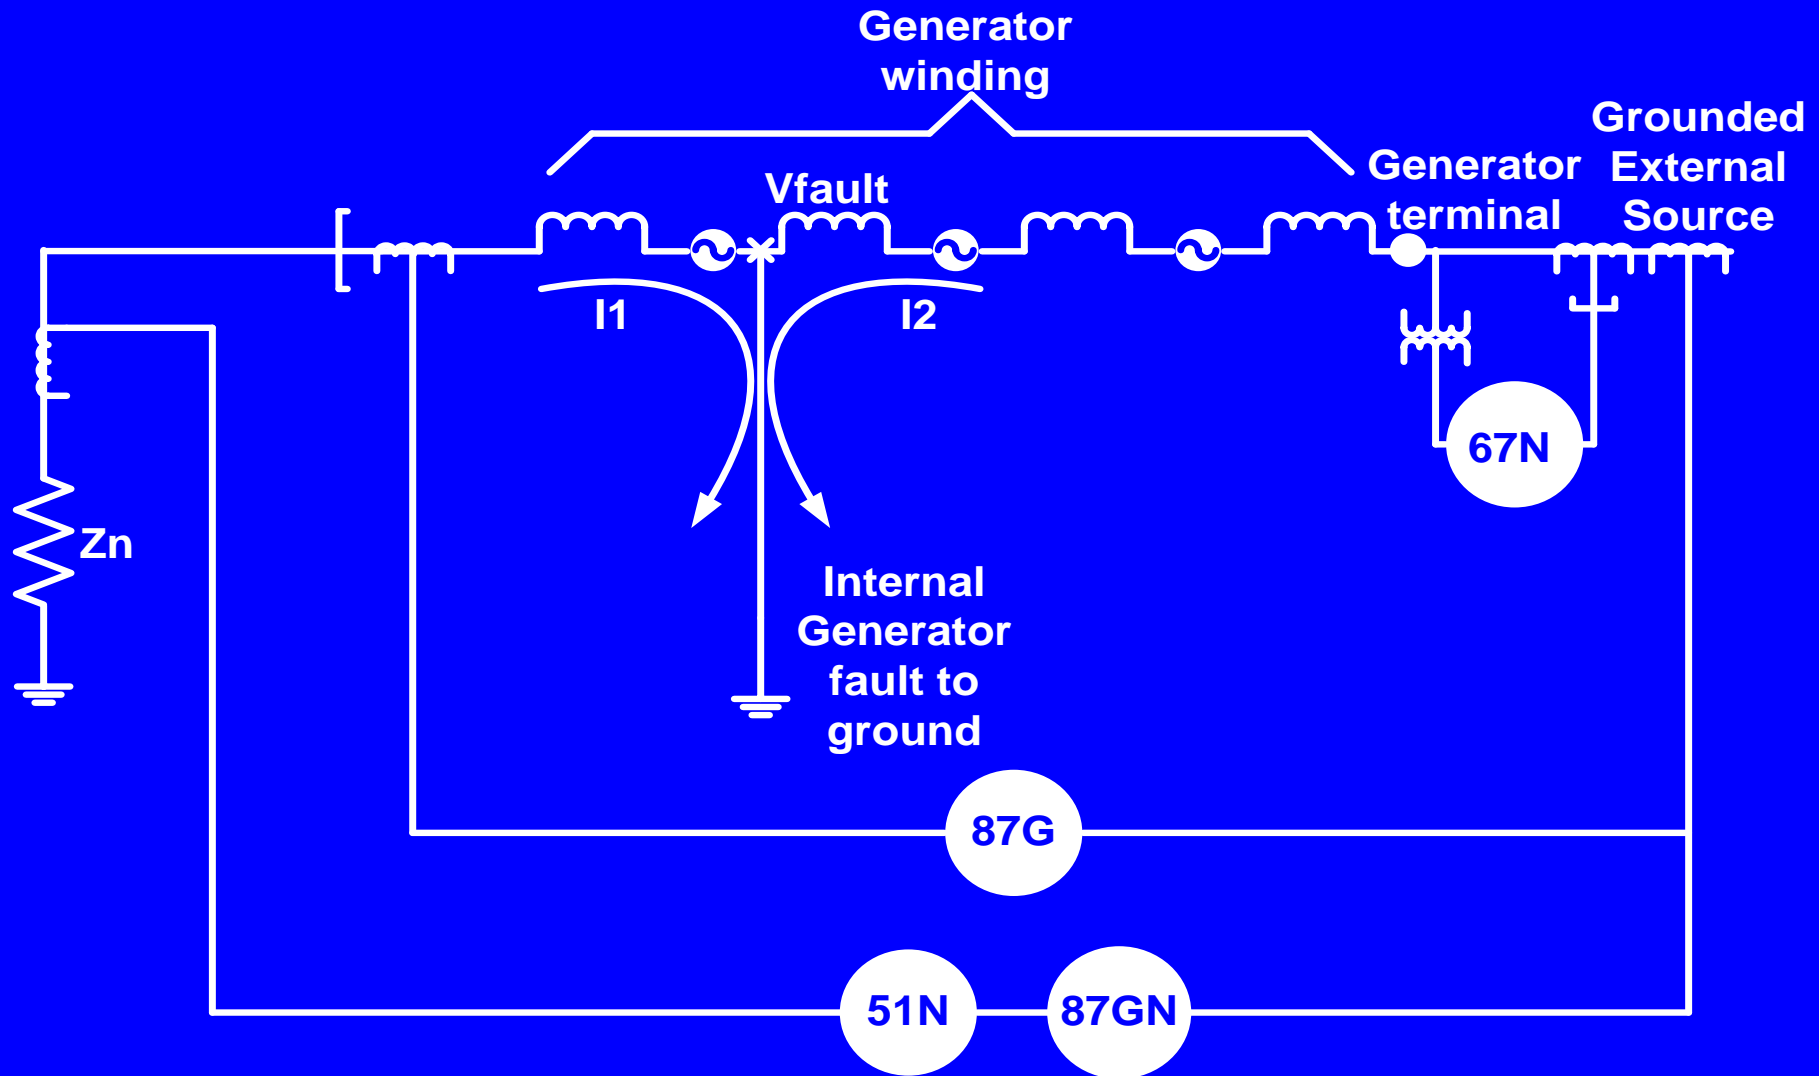 Generator
winding
Grounded
External
Source
Generator
terminal
Vfault
I1
I2
67N
Zn
Internal
Generator
fault to
ground
87G
51N
87GN